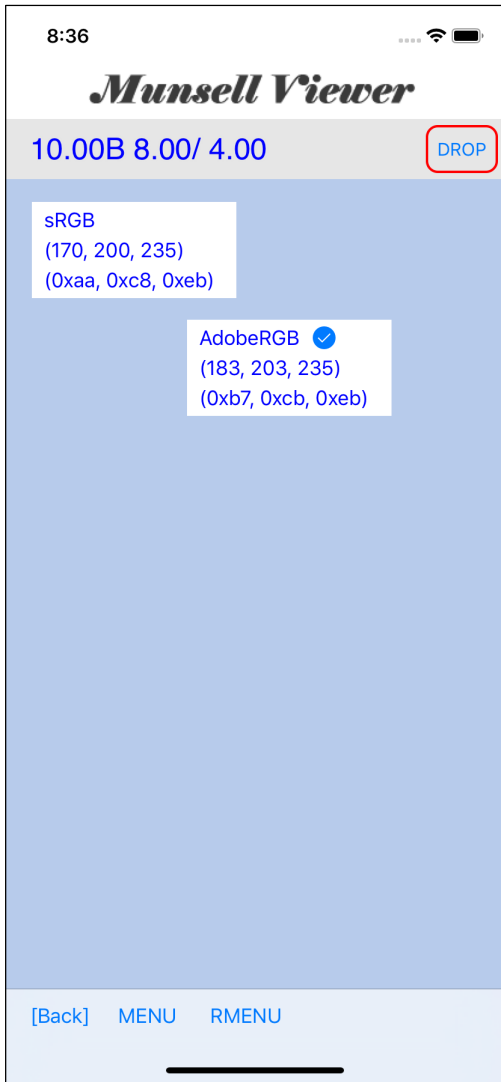 8:36
Munsell Viewer
10.00B 8.00/ 4.00 DROP
sRGB
(170, 200, 235)
(0xaa, 0xc8, 0xeb)
AdobeRGB
(183, 203, 235)
(0xb7, 0xcb, 0xeb)
[Back] MENU RMENU